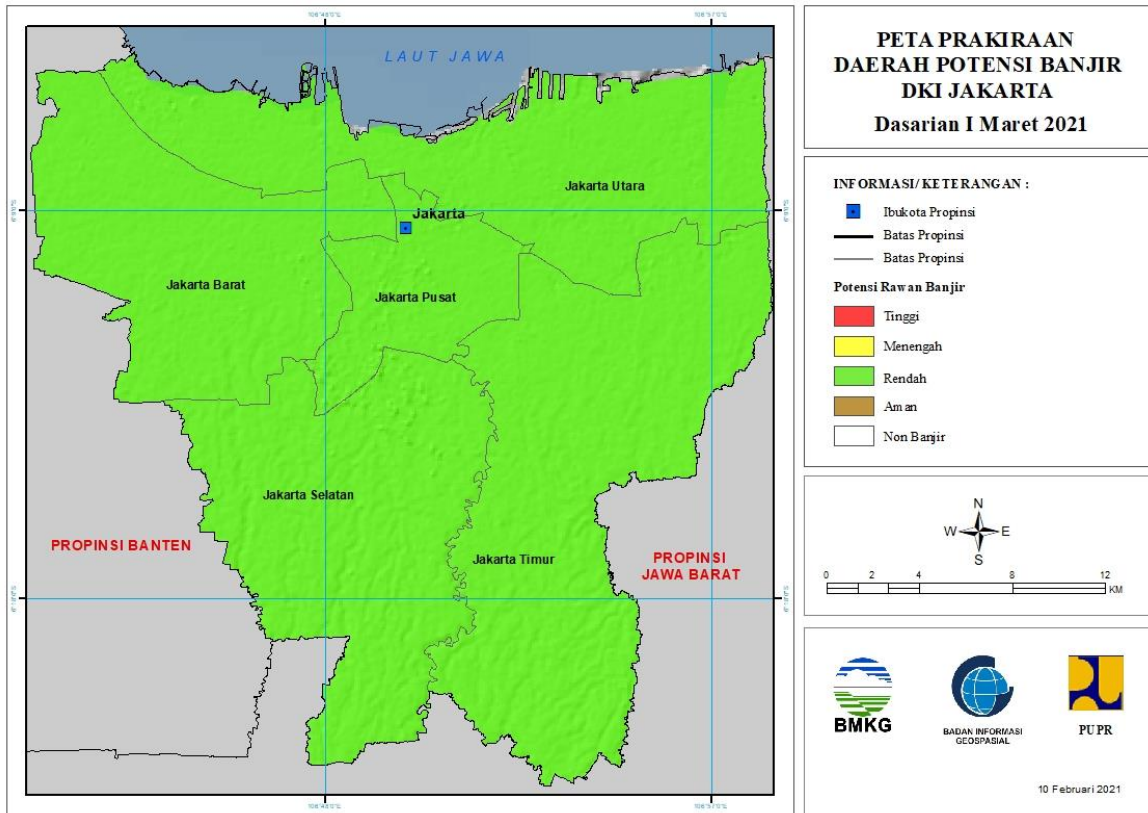 PETA PRAKIRAAN
DAERAH POTENSI BANJIR
DKI JAKARTA
Dasarian I Maret 2021
LAUT JAWA
Jakarta Utara
Jakarta
Jakarta Barat
Jakarta Pusat
Jakarta Selatan
PROPINSI BANTEN
Jakarta Timur
PROPINSI
JAWA BARAT
INFORMASI/ KETERANGAN :
Ibukota Propinsi
Batas Propinsi
Batas Propinsi
Potensi Rawan Banjir
Tinggi
Menengah
Rendah
Aman
Non Banjir
N
W E
S
0 2 4 8 12
KM
BMKG
BADAN INFORMASI
GEOSPASIAL
PUPR
10 Februari 2021